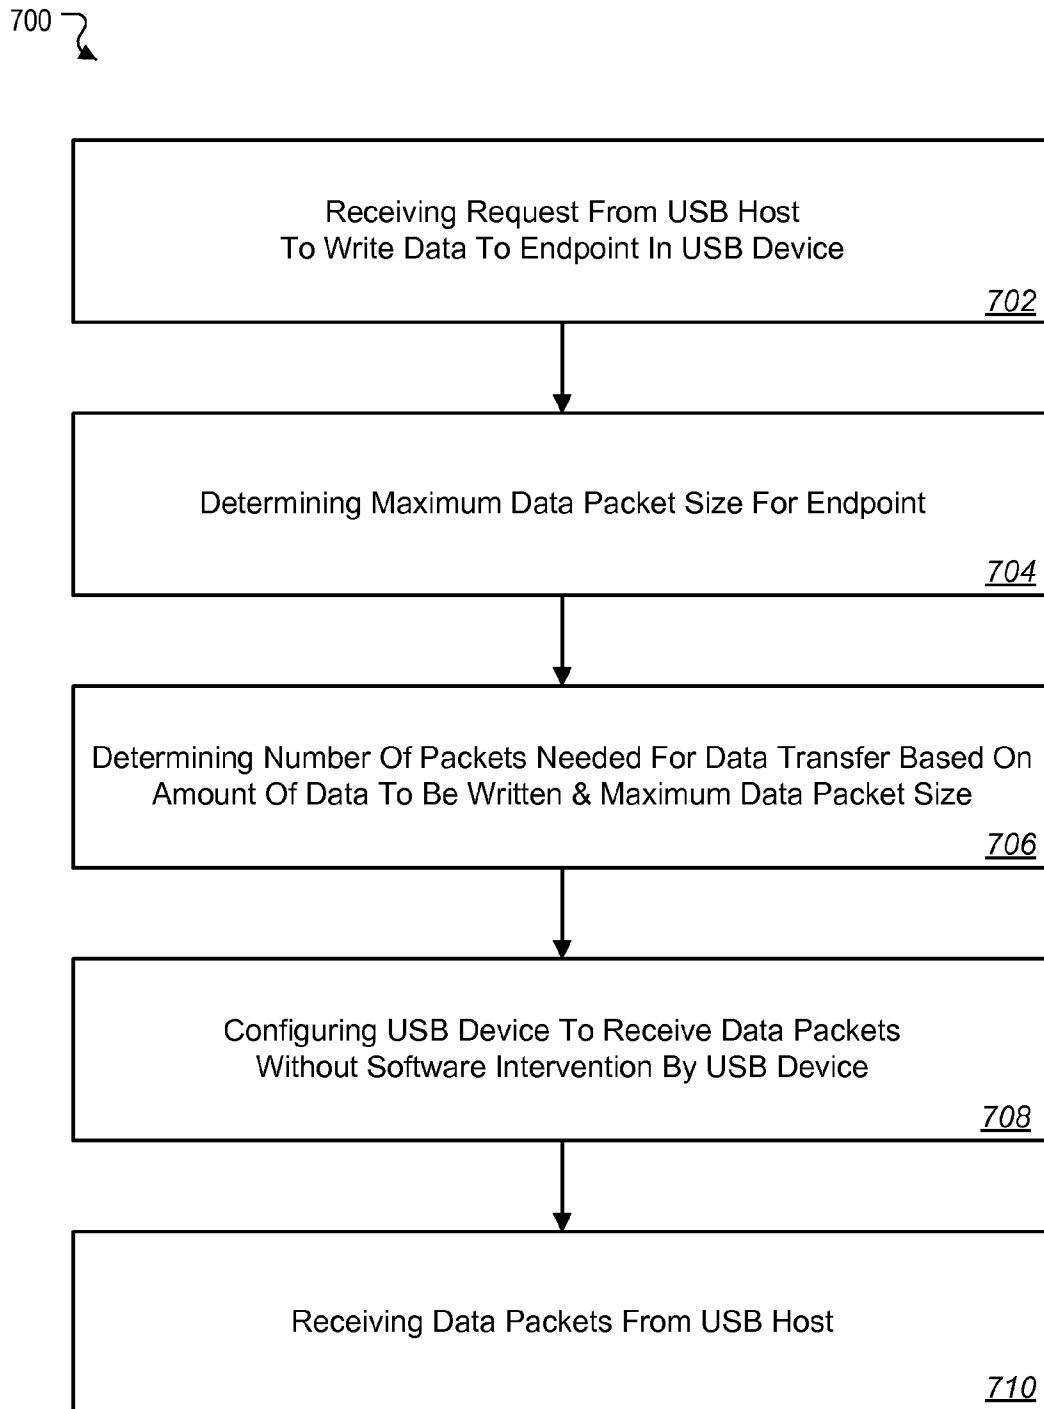 700
Receiving Request From USB Host
To Write Data To Endpoint In USB Device
702
Determining Maximum Data Packet Size For Endpoint
704
Determining Number Of Packets Needed For Data Transfer Based On
Amount Of Data To Be Written & Maximum Data Packet Size
706
Configuring USB Device To Receive Data Packets
Without Software Intervention By USB Device
708
Receiving Data Packets From USB Host
710